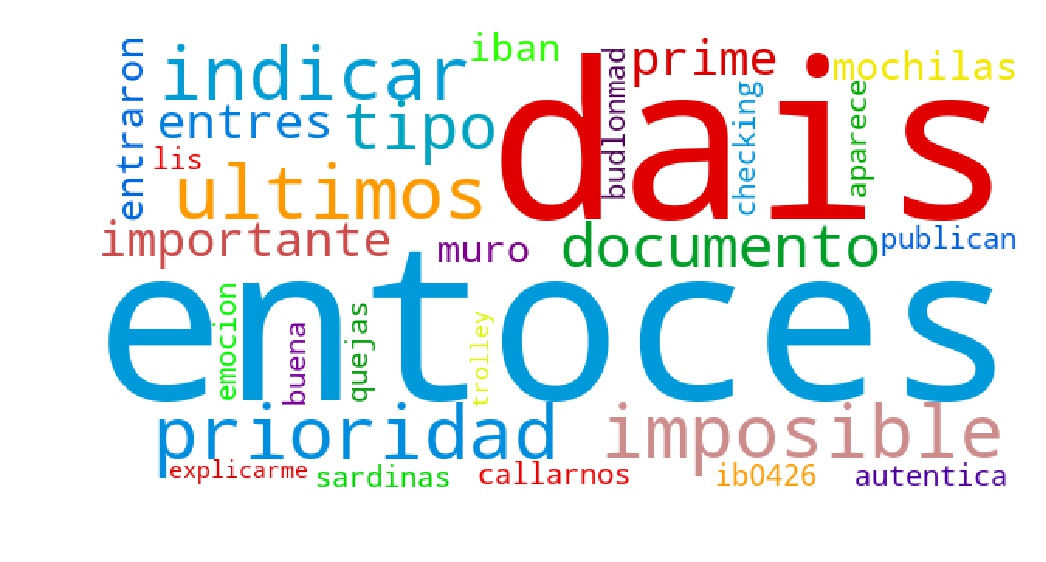 iban
indicar
prime
mochilas
entraron
entres
tipo
dais
budlonmad
checking
aparece
lis
ultimos
importante
muro
documento
publican
entoces
emocion
buena
quejas
trolley
prioridad
imposible
explicarme
sardinas
callarnos
ib0426
autentica